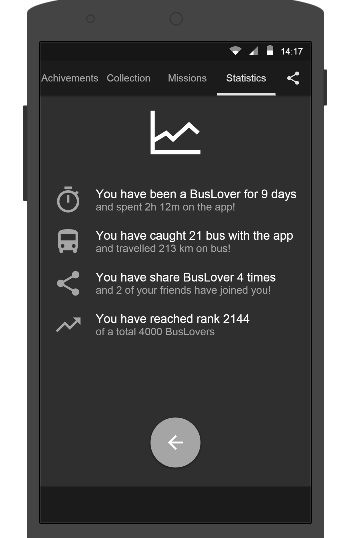 14:17
Achivements Collection Missions Statistics
You have been a BusLover for 9 days
and spent 2h 12m on the app!
You have caught 21 bus with the app
and travelled 213 km on bus!
You have share BusLover 4 times
and 2 of your friends have joined you!
You have reached rank 2144
of a total 4000 BusLovers